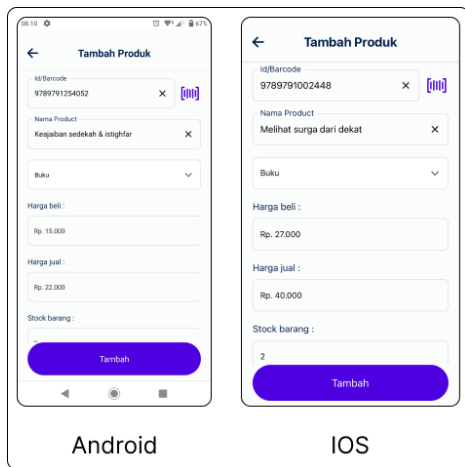 08.10
67%
Tambah Produk
Id/Barcode
9789791254052
Nama Product
Keajaiban sedekah & istighfar
Buku
Harga beli :
Rp. 15.000
Harga jual :
Rp. 22.000
Stock barang :
Tambah
Android
Tambah Produk
Id/Barcode
9789791002448
Nama Product
Melihat surga dari dekat
Buku
Harga beli :
Rp. 27.000
Harga jual :
Rp. 40.000
Stock barang :
2
Tambah
IOS